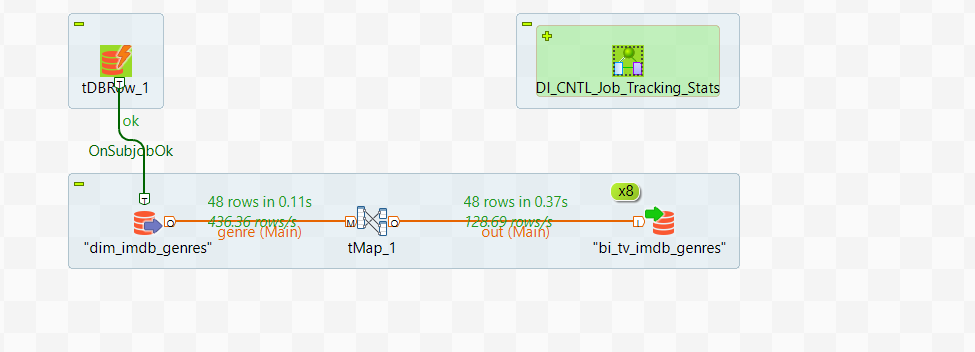 tDBRow_1
DI_CNTL_Job_Tracking_Stats
ok
OnSubjobOk
x8
48 rows in 0.11s
436.36 rows/s
genre (Main)
48 rows in 0.37s
128.69 rows/s
out (Main)
T
T
O
M
O
I
"dim_imdb_genres"
tMap_1
"bi_tv_imdb_genres"